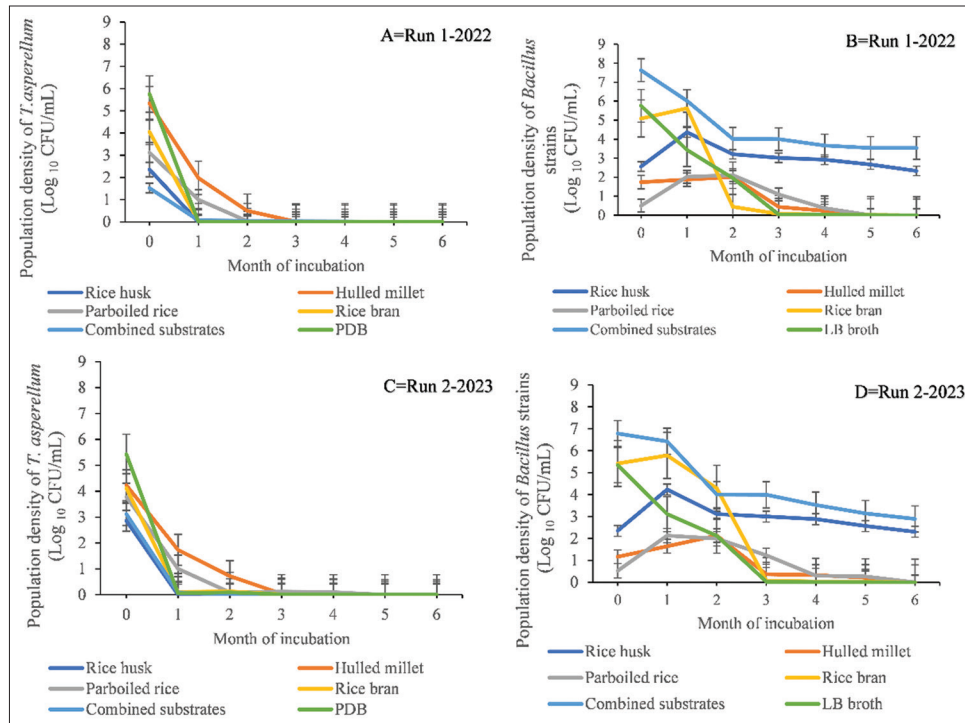 Population density of T.asperellum
(Log 10 CFU/mL)
A=Run 1-2022
9
8
7
6
5
4
3
2
1
0
0 1 2 3 4 5 6
Month of incubation
Rice husk Hulled millet
Parboiled rice Rice bran
Combined substrates PDB
Population density of Bacillus
strains
(Log 10 CFU/mL)
B=Run 1-2022
9
8
7
6
5
4
3
2
1
0
0 1 2 3 4 5 6
Month of incubation
Rice husk Hulled millet
Parboiled rice Rice bran
Combined substrates LB broth
Population density of T. asperellum
(Log 10 CFU/mL)
C=Run 2-2023
9
8
7
6
5
4
3
2
1
0
0 1 2 3 4 5 6
Month of incubation
Rice husk Hulled millet
Parboiled rice Rice bran
Combined substrates PDB
Population density of Bacillus strains
(Log 10 CFU/mL)
D=Run 2-2023
9
8
7
6
5
4
3
2
1
0
0 1 2 3 4 5 6
Month of incubation
Rice husk Hulled millet
Parboiled rice Rice bran
Combined substrates LB broth